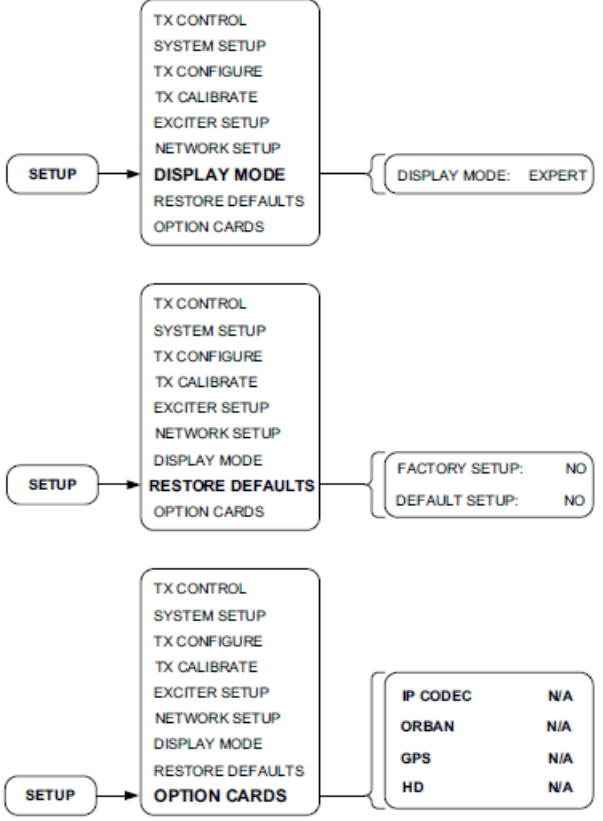 TX CONTROL
SYSTEM SETUP
TX CONFIGURE
TX CALIBRATE
EXCITER SETUP
NETWORK SETUP
SETUP DISPLAY MODE DISPLAY MODE: EXPERT
RESTORE DEFAULTS
OPTION CARDS
TX CONTROL
SYSTEM SETUP
TX CONFIGURE
TX CALIBRATE
EXCITER SETUP
NETWORK SETUP
DISPLAY MODE
FACTORY SETUP: NO
SETUP RESTORE DEFAULTS
DEFAULT SETUP: NO
OPTION CARDS
TX CONTROL
SYSTEM SETUP
TX CONFIGURE
TX CALIBRATE
EXCITER SETUP
NETWORK SETUP
DISPLAY MODE
RESTORE DEFAULTS
SETUP OPTION CARDS
IP CODEC N/A
ORBAN N/A
GPS N/A
HD N/A